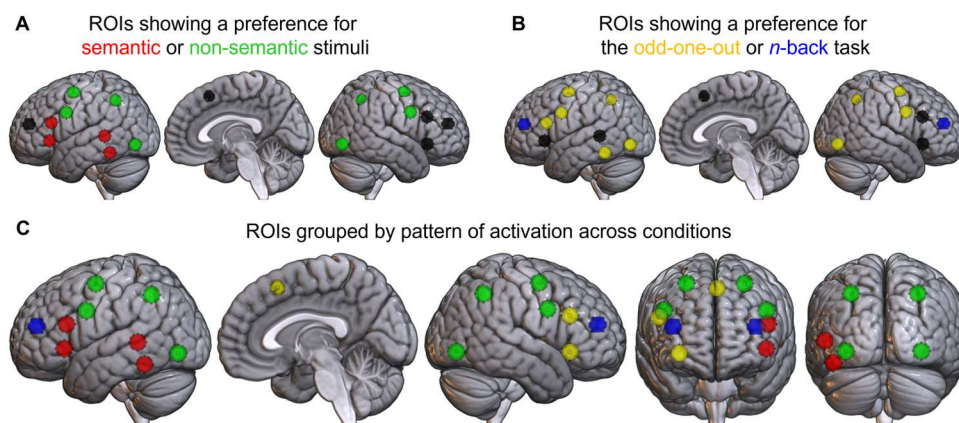 A
ROIs showing a preference for
semantic or non-semantic stimuli
B
ROIs showing a preference for
the odd-one-out or n-back task
C
ROIs grouped by pattern of activation across conditions